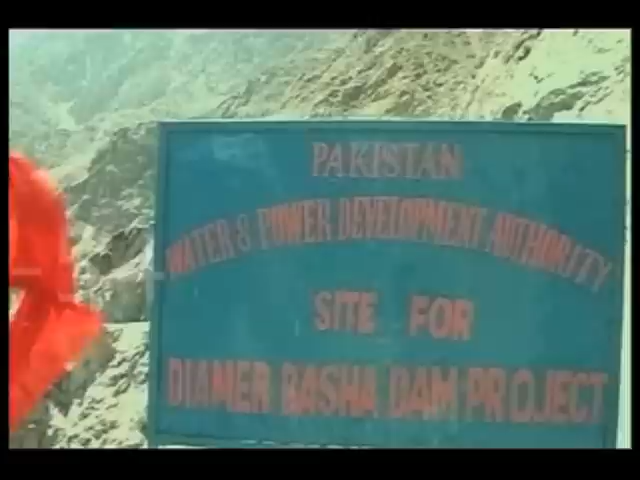 PAKISTAN
WATER & POWER DEVELOPMENT AUTHORITY
SITE FOR
DIAMER BASHA DAM PROJECT